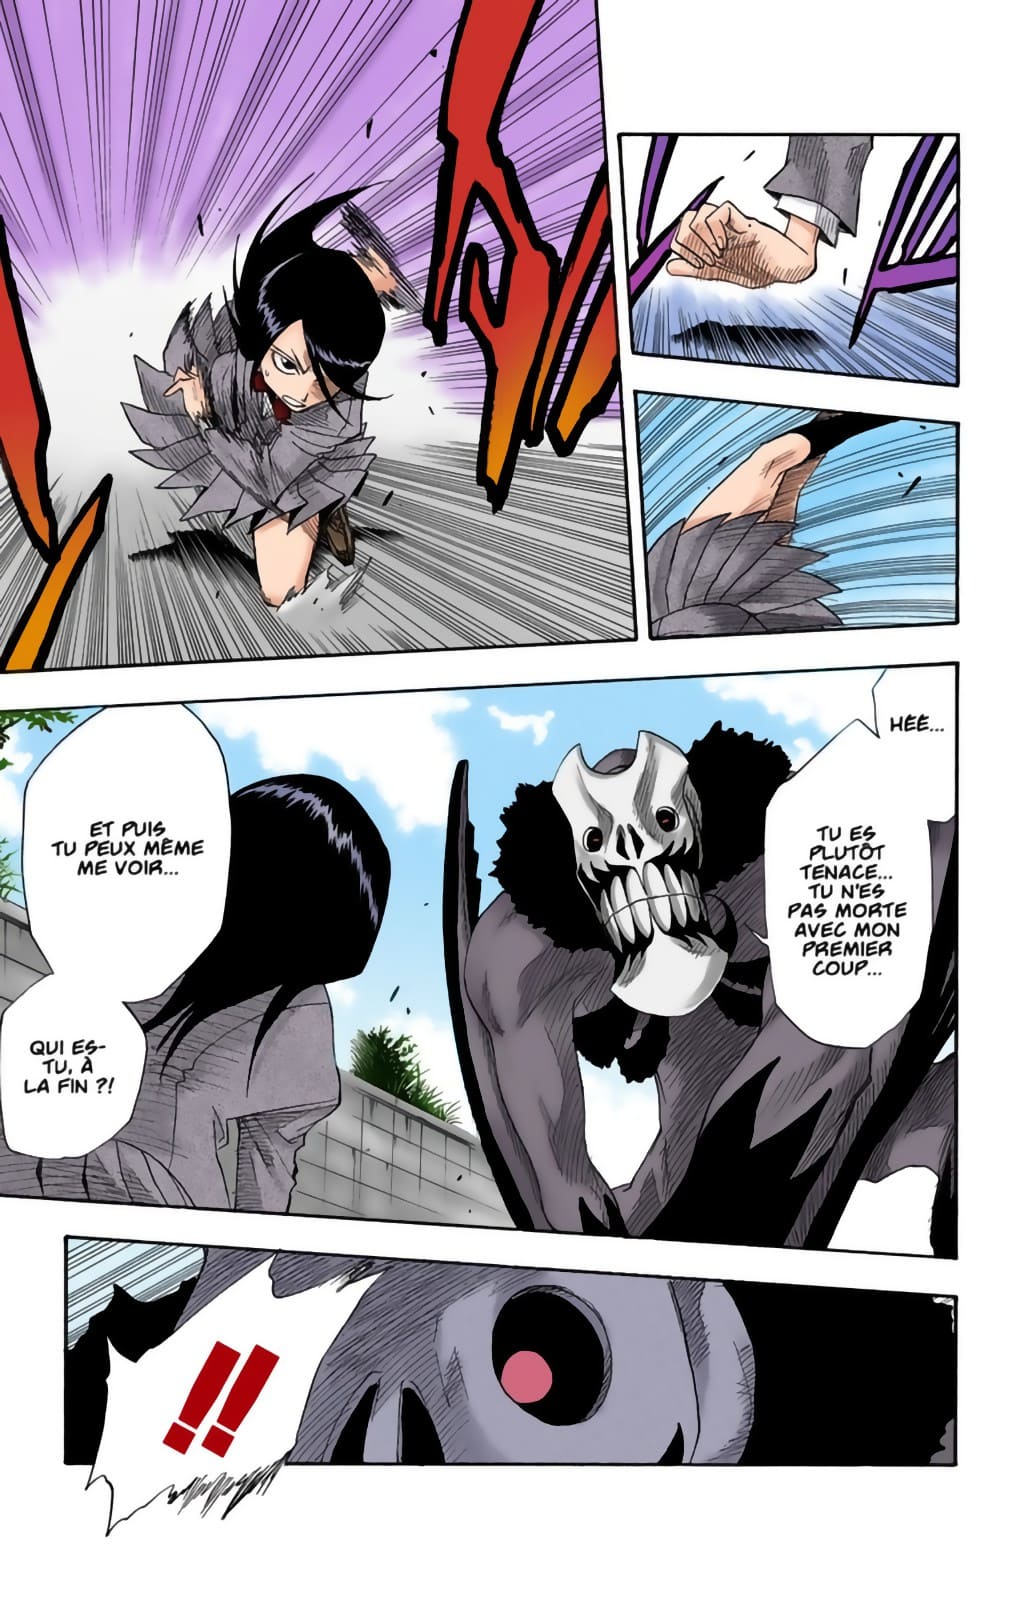 HÉÉ...
TU ES
PLUTÔT
TENACE...
TU N'ES
PAS MORTE
AVEC MON
PREMIER
COUP...
ET PUIS
TU PEUX MÊME
ME VOIR...
QUI ES-
TU, À
LA FIN ?!
!!